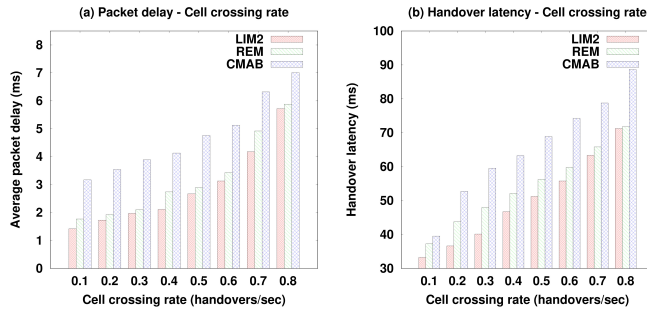 (a) Packet delay - Cell crossing rate
LIM2
REM
CMAB
8
7
6
5
4
3
2
1
0
Average packet delay (ms)
0.1 0.2 0.3 0.4 0.5 0.6 0.7 0.8
Cell crossing rate (handovers/sec)
(b) Handover latency - Cell crossing rate
LIM2
REM
CMAB
100
90
80
70
60
50
40
30
Handover latency (ms)
0.1 0.2 0.3 0.4 0.5 0.6 0.7 0.8
Cell crossing rate (handovers/sec)